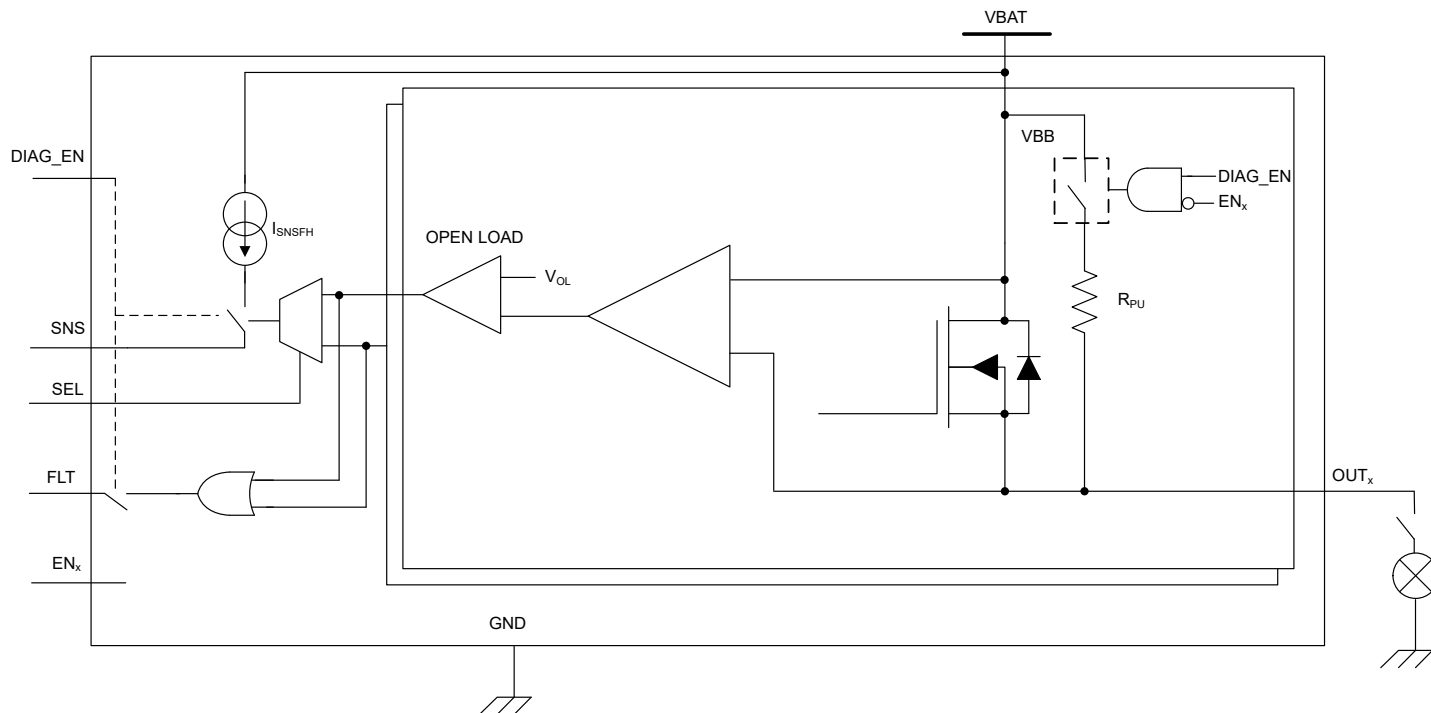 VBAT
DIAG_EN
VBB
DIAG_EN
ENx
ISNSFH
OPEN LOAD
VOL
RPU
SNS
SEL
FLT
OUTx
ENx
GND